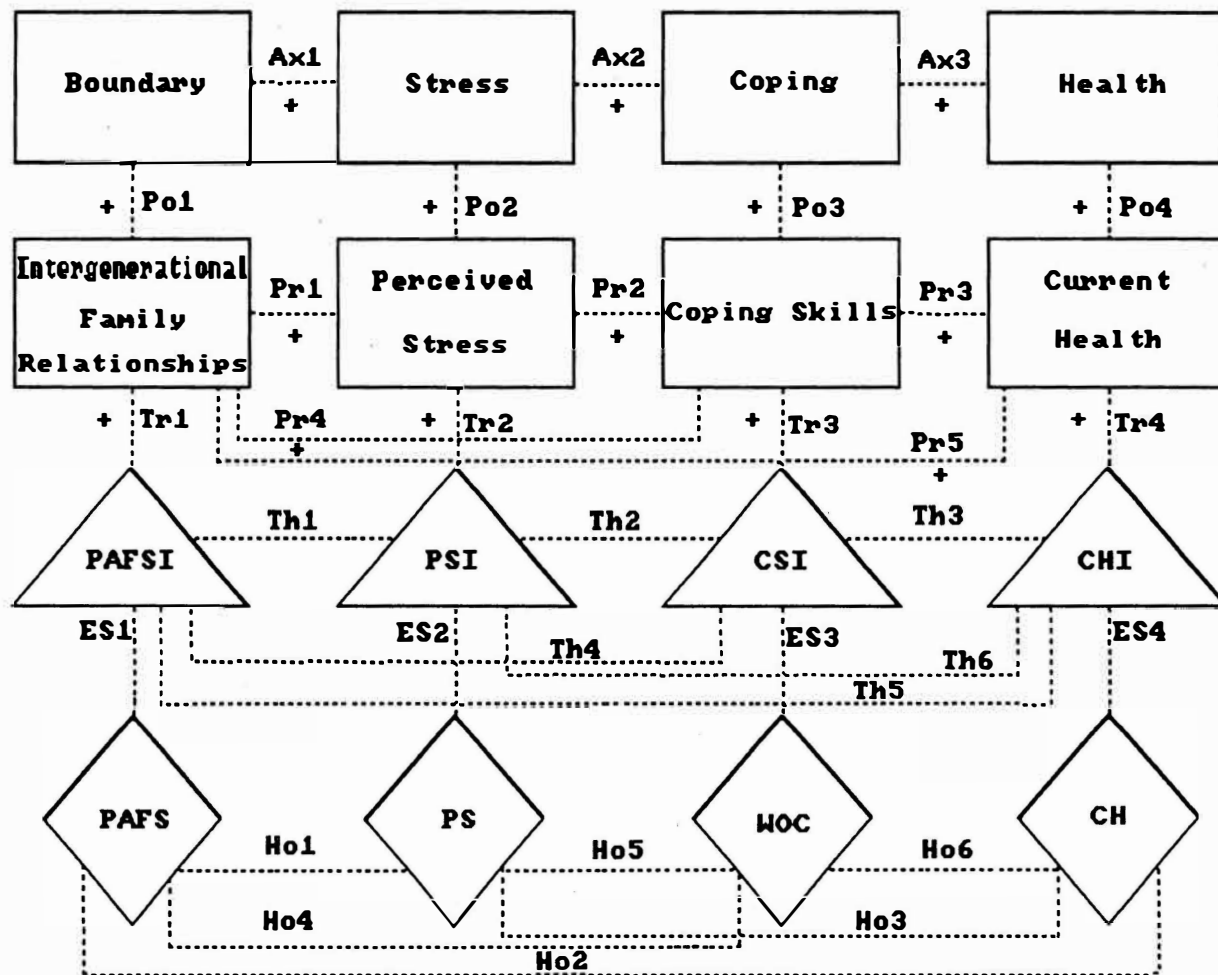 Boundary Ax1 Stress Ax2 Coping Ax3 Health
+ + +
+ Po1 + Po2 + Po3 + Po4
Intergenerational
Family
Relationships
Pr1
+
Perceived
Stress
Pr2
+
Coping Skills
Pr3
+
Current
Health
+ Tr1 Pr4 + Tr2 + Tr3 + Tr4
+ Pr5
+
Th1 Th2 Th3
PAFSI PSI CSI CHI
ES1 ES2 ES3 ES4
Th4 Th6
Th5
PAFS PS WOC CH
Ho1 Ho5 Ho6
Ho4 Ho3
Ho2